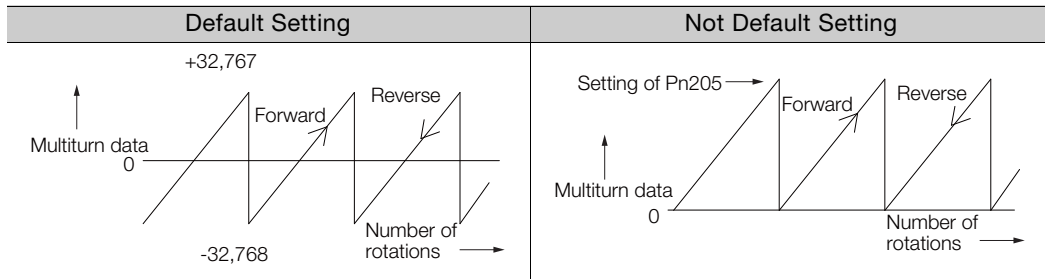 Default Setting
Not Default Setting
+32,767
Forward
Reverse
Multiturn data
0
Number of
rotations
-32,768
Setting of Pn205
Forward
Reverse
Multiturn data
0
Number of
rotations